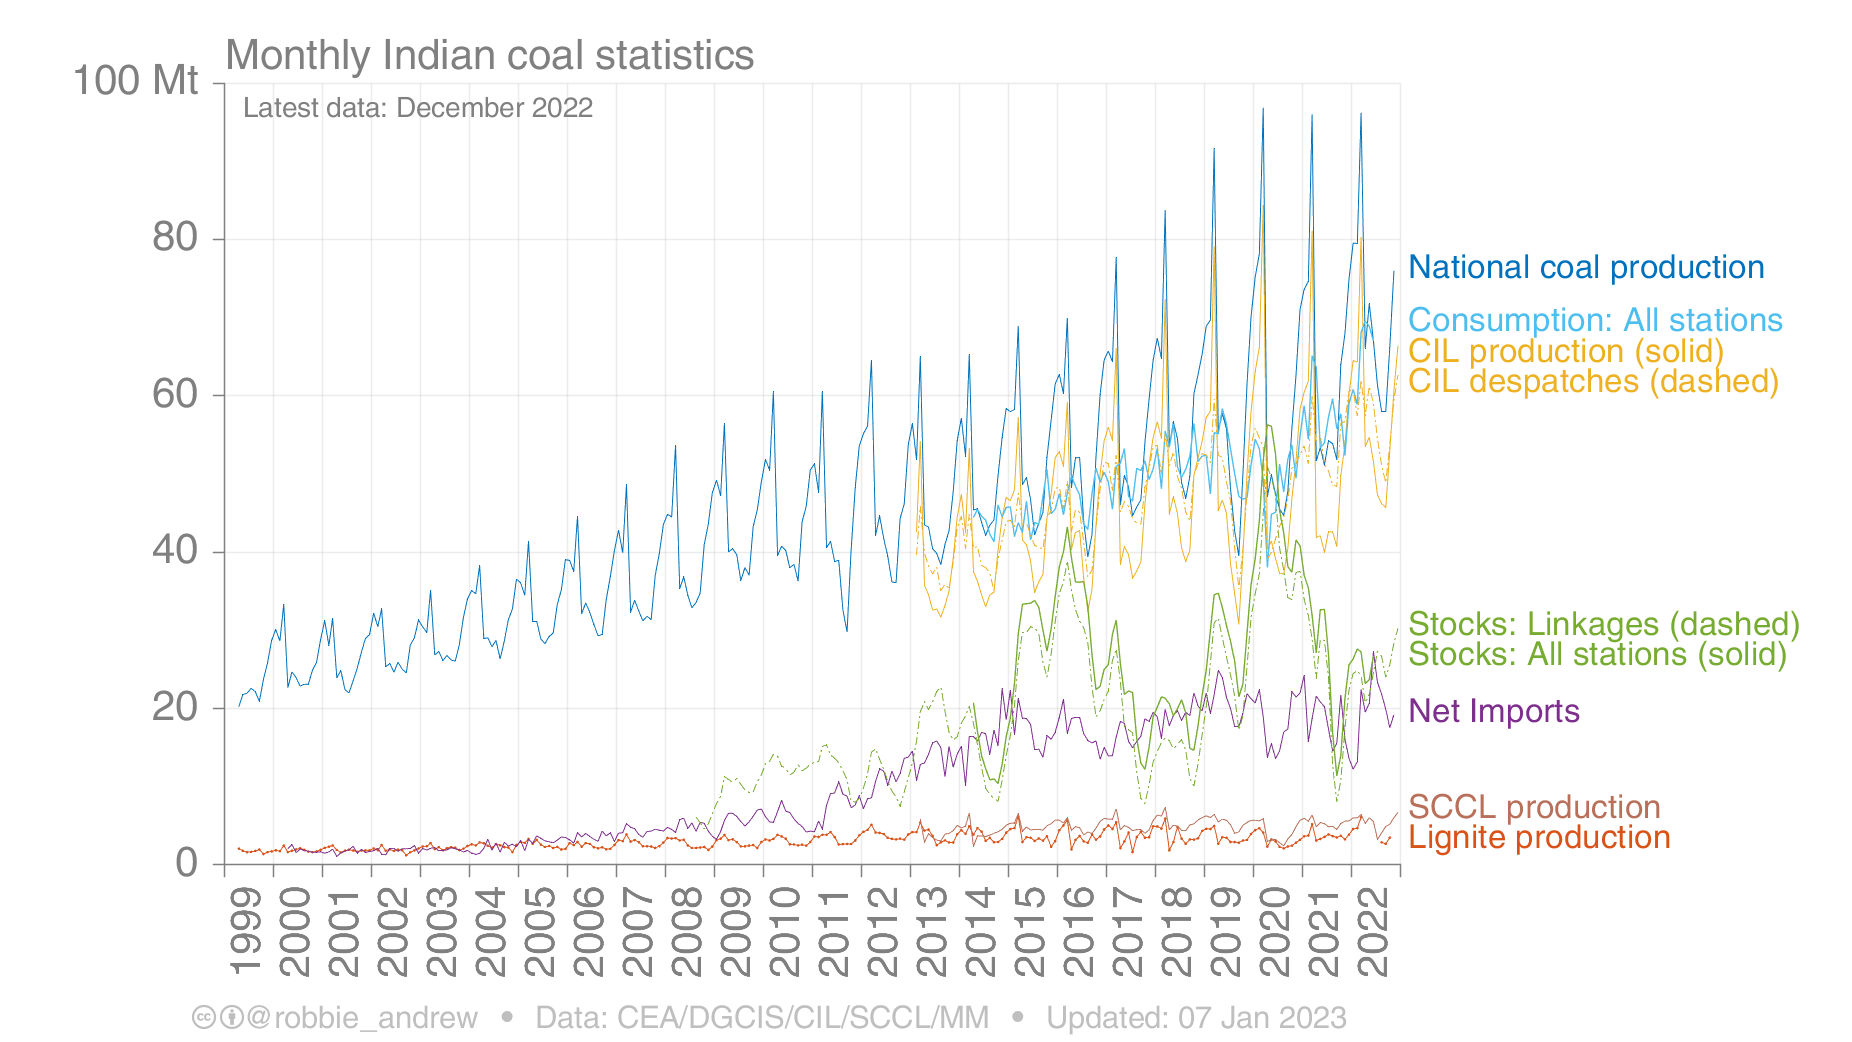 Monthly Indian coal statistics
100 Mt
Latest data: December 2022
80
National coal production
Consumption: All stations
CIL production (solid)
CIL despatches (dashed)
60
40
Stocks: Linkages (dashed)
Stocks: All stations (solid)
20
Net Imports
SCCL production
Lignite production
0
1999 2000 2001 2002 2003 2004 2005 2006 2007 2008 2009 2010 2011 2012 2013 2014 2015 2016 2017 2018 2019 2020 2021 2022
@robbie_andrew • Data: CEA/DGCIS/CIL/SCCL/MM • Updated: 07 Jan 2023